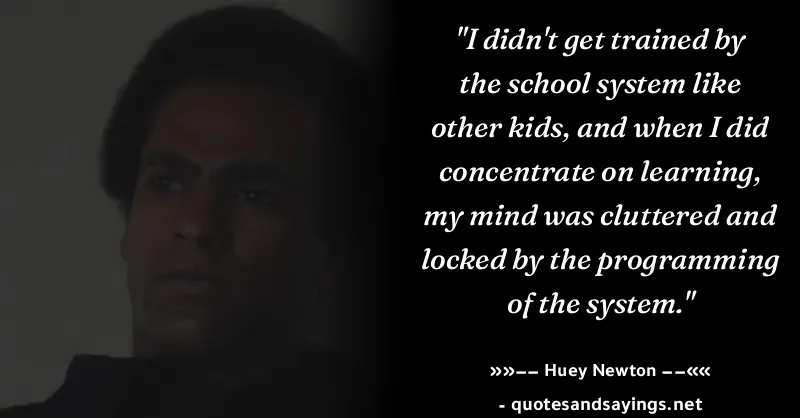 "I didn't get trained by
the school system like
other kids, and when I did
concentrate on learning,
my mind was cluttered and
locked by the programming
of the system."
»»−− Huey Newton −−««
- quotesandsayings.net